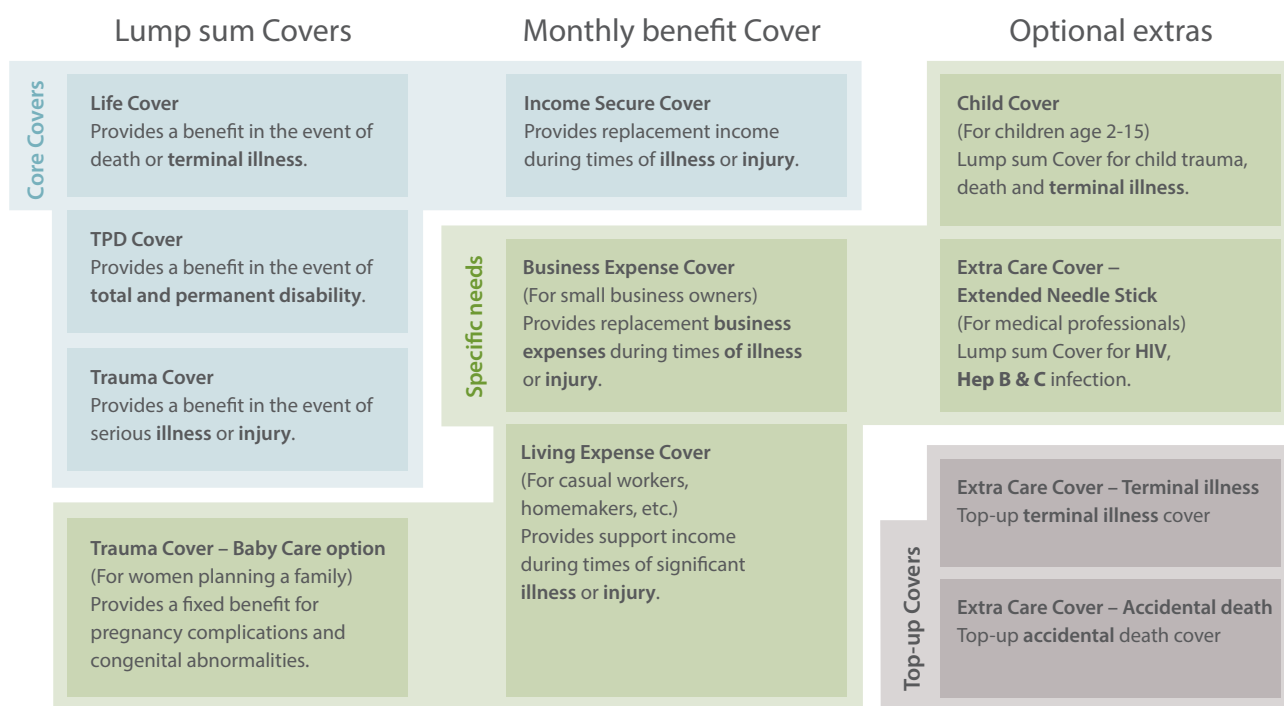 Lump sum Covers
Monthly benefit Cover
Optional extras
Core Covers
Life Cover
Provides a benefit in the event of
death or terminal illness.
TPD Cover
Provides a benefit in the event of
total and permanent disability.
Trauma Cover
Provides a benefit in the event of
serious illness or injury.
Trauma Cover – Baby Care option
(For women planning a family)
Provides a fixed benefit for
pregnancy complications and
congenital abnormalities.
Income Secure Cover
Provides replacement income
during times of illness or injury.
Specific needs
Business Expense Cover
(For small business owners)
Provides replacement business
expenses during times of illness
or injury.
Living Expense Cover
(For casual workers,
homemakers, etc.)
Provides support income
during times of significant
illness or injury.
Child Cover
(For children age 2-15)
Lump sum Cover for child trauma,
death and terminal illness.
Extra Care Cover –
Extended Needle Stick
(For medical professionals)
Lump sum Cover for HIV,
Hep B & C infection.
Top-up Covers
Extra Care Cover – Terminal illness
Top-up terminal illness cover
Extra Care Cover – Accidental death
Top-up accidental death cover